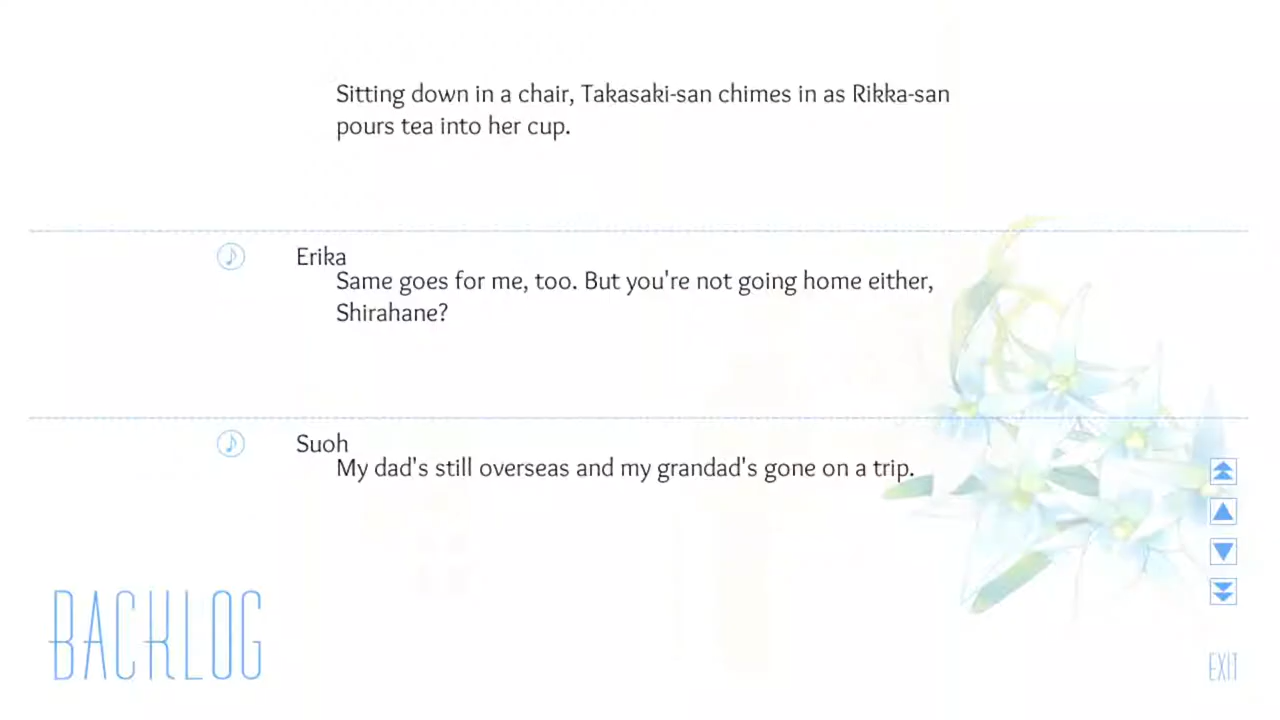 Sitting down in a chair, Takasaki-san chimes in as Rikka-san
pours tea into her cup.
Erika
Same goes for me, too. But you're not going home either,
Shirahane?
Suoh
My dad's still overseas and my grandad's gone on a trip.
BACKLOG
EXIT